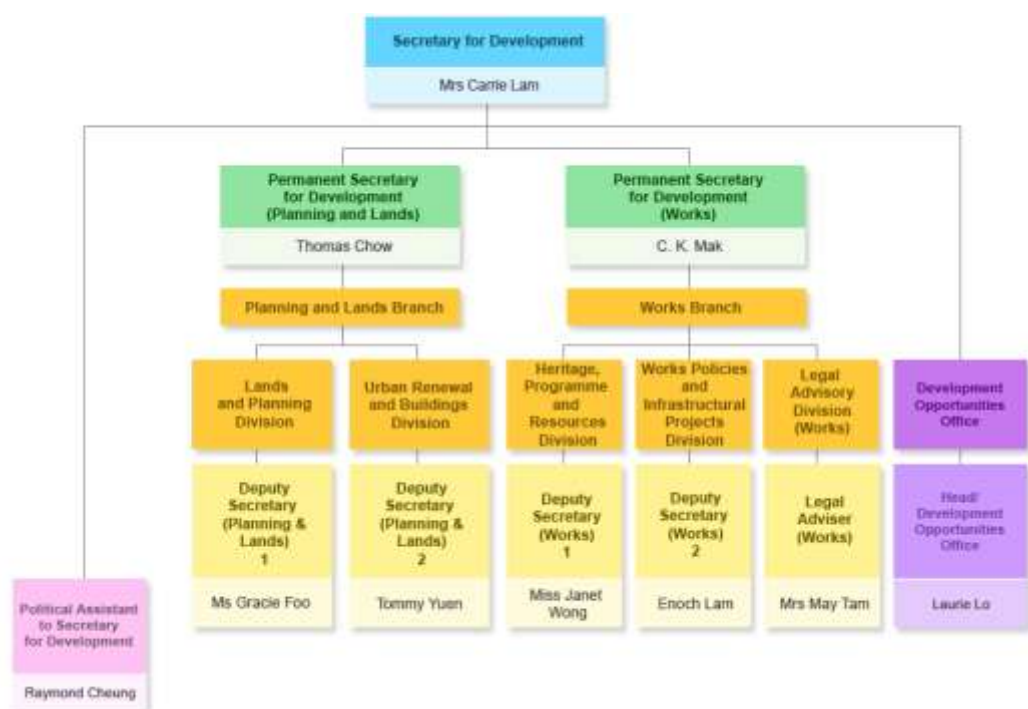 Secretary for Development
Mrs Carrie Lam
Permanent Secretary
for Development
(Planning and Lands)
Thomas Chow
Permanent Secretary
for Development
(Works)
C. K. Mak
Planning and Lands Branch
Works Branch
Lands
and Planning
Division
Urban Renewal
and Buildings
Division
Heritage,
Programme
and
Resources
Division
Works Policies
and
Infrastructural
Projects
Division
Legal
Advisory
Division
(Works)
Development
Opportunities
Office
Deputy
Secretary
(Planning &
Lands)
1
Ms Gracie Foo
Deputy
Secretary
(Planning &
Lands)
2
Tommy Yuen
Deputy
Secretary
(Works)
1
Miss Janet
Wong
Deputy
Secretary
(Works)
2
Enoch Lam
Legal
Adviser
(Works)
Mrs May Tam
Head/
Development
Opportunities
Office
Laurie Lo
Political Assistant
to Secretary
for Development
Raymond Cheung